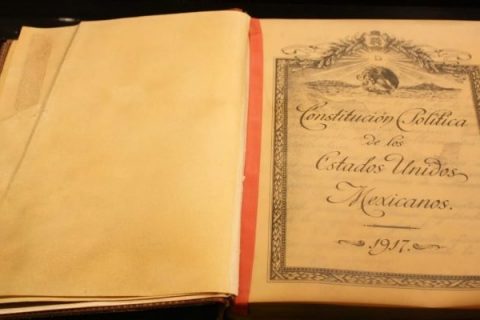 Constitución Política
de los
Estados Unidos
Mexicanos.
1917.